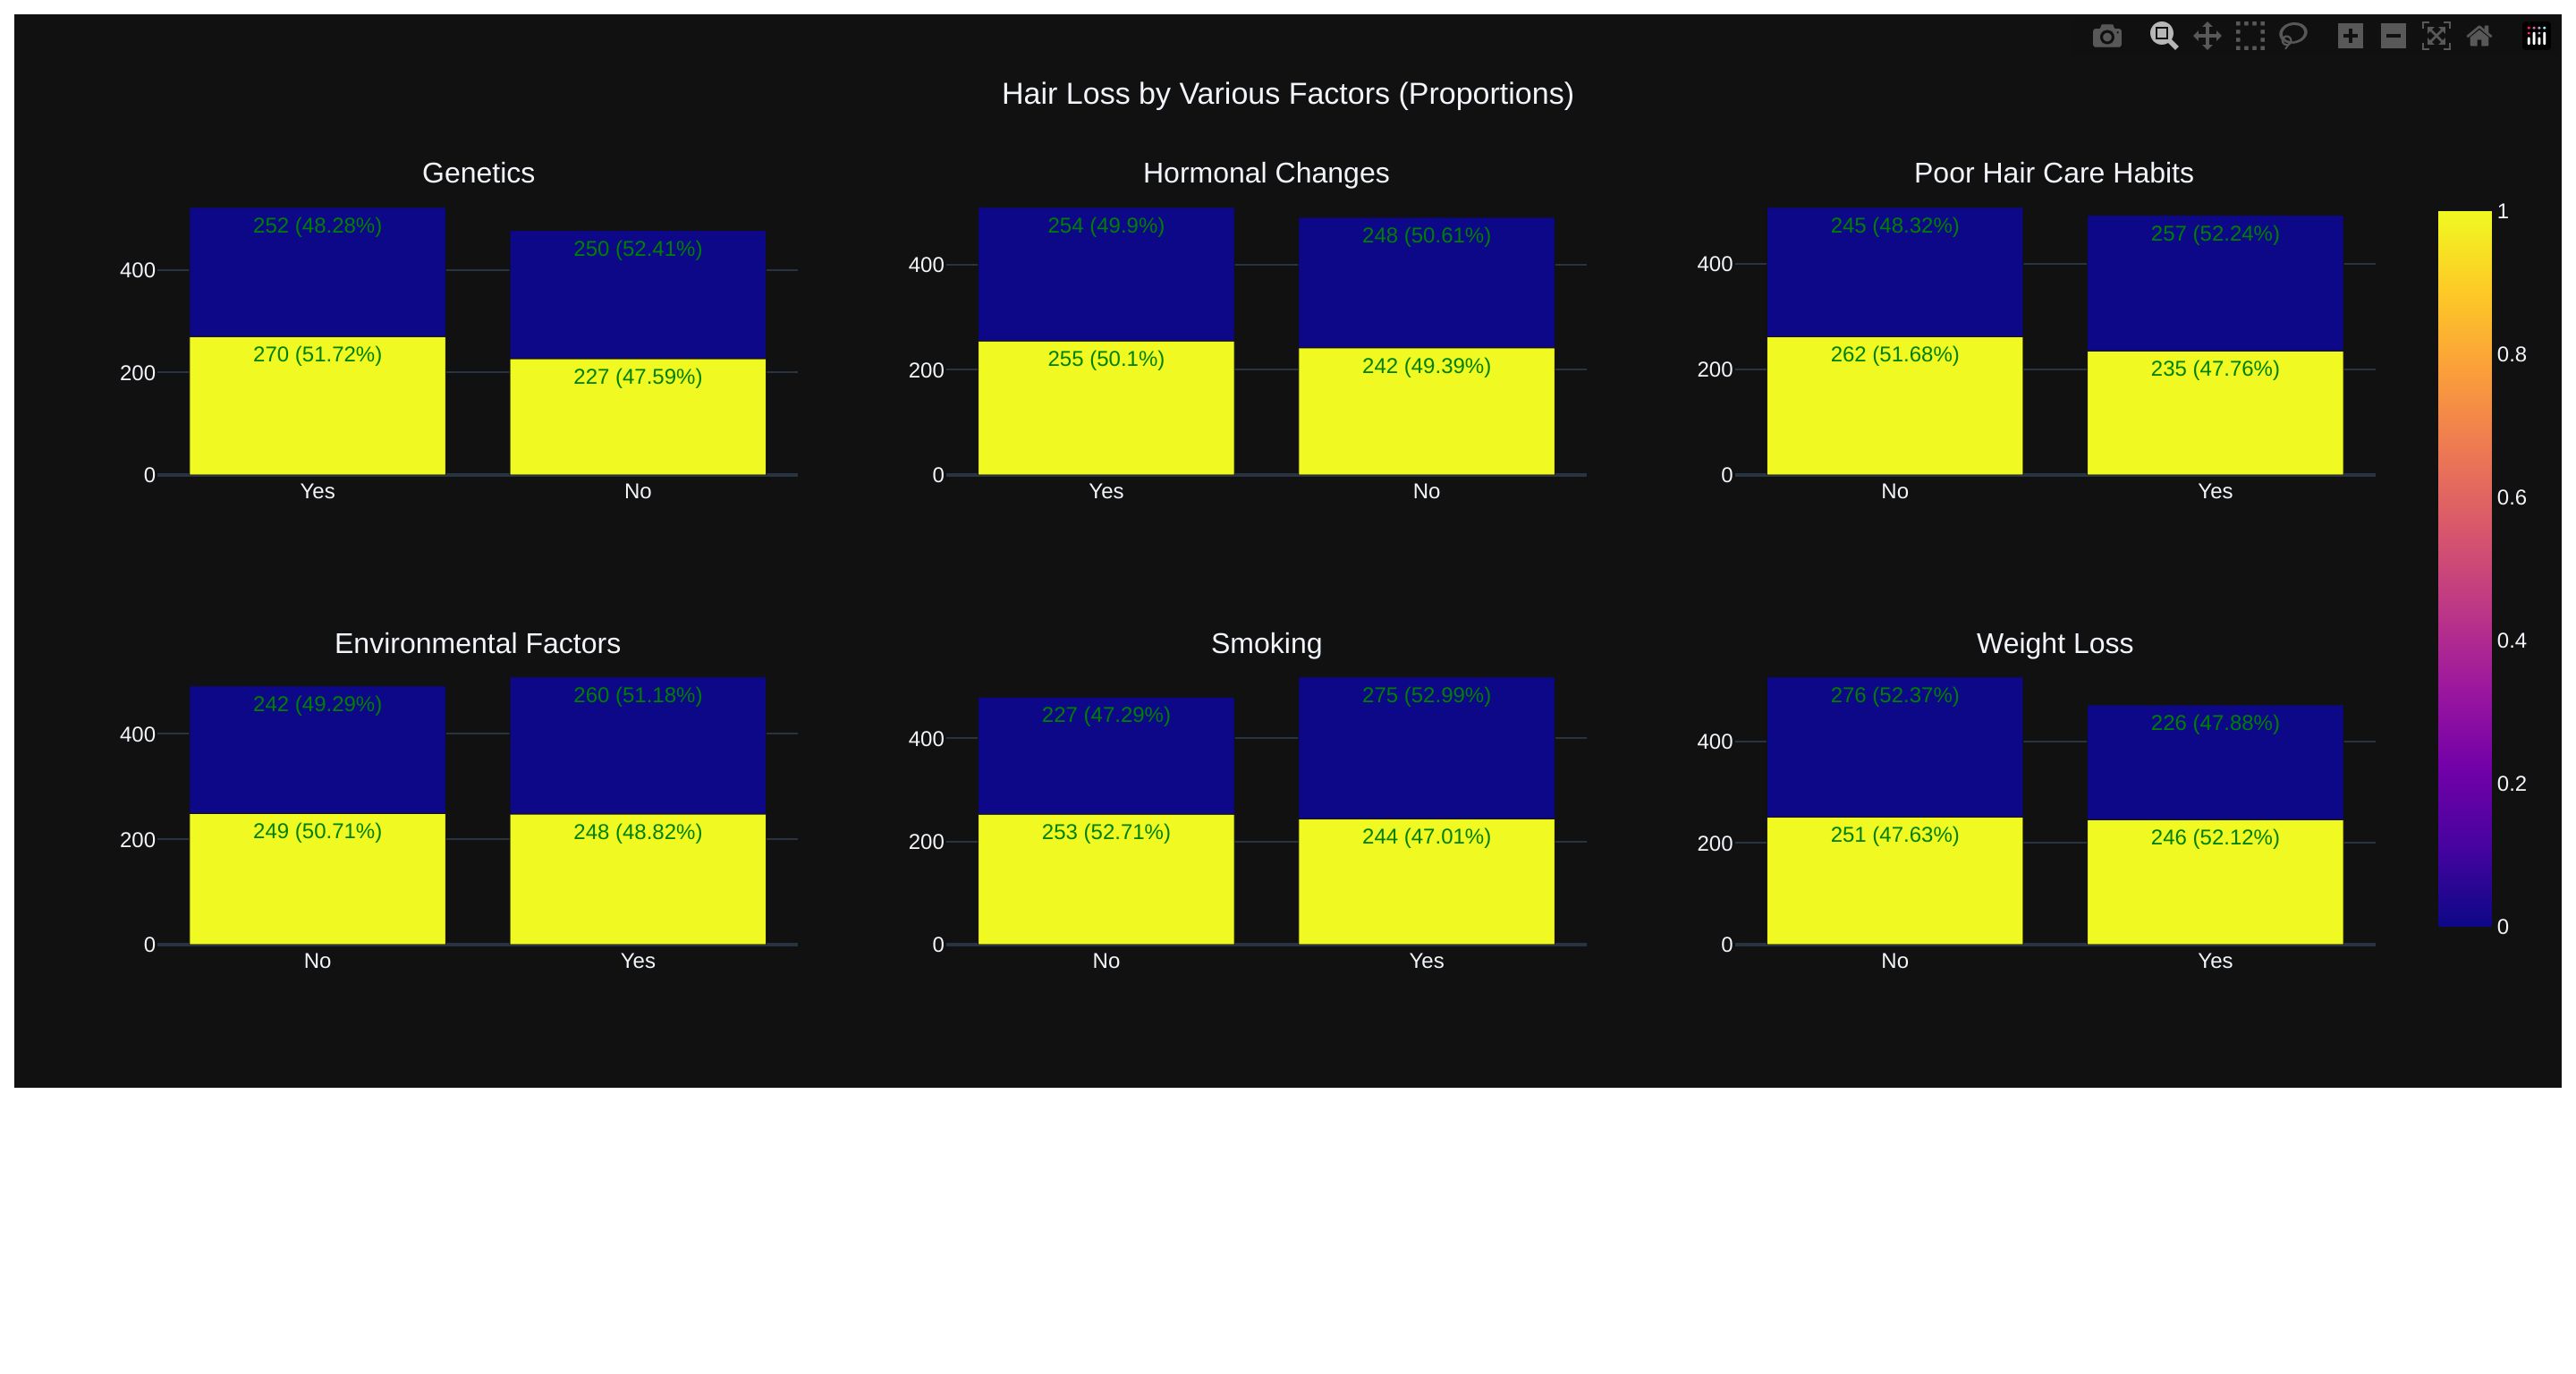 Hair Loss by Various Factors (Proportions)
Genetics
252 (48.28%)
250 (52.41%)
270 (51.72%)
227 (47.59%)
400
200
0
Yes
No
Hormonal Changes
254 (49.9%)
248 (50.61%)
255 (50.1%)
242 (49.39%)
400
200
0
Yes
No
Poor Hair Care Habits
245 (48.32%)
257 (52.24%)
262 (51.68%)
235 (47.76%)
400
200
0
No
Yes
Environmental Factors
242 (49.29%)
260 (51.18%)
249 (50.71%)
248 (48.82%)
400
200
0
No
Yes
Smoking
227 (47.29%)
275 (52.99%)
253 (52.71%)
244 (47.01%)
400
200
0
No
Yes
Weight Loss
276 (52.37%)
226 (47.88%)
251 (47.63%)
246 (52.12%)
400
200
0
No
Yes
1
0.8
0.6
0.4
0.2
0